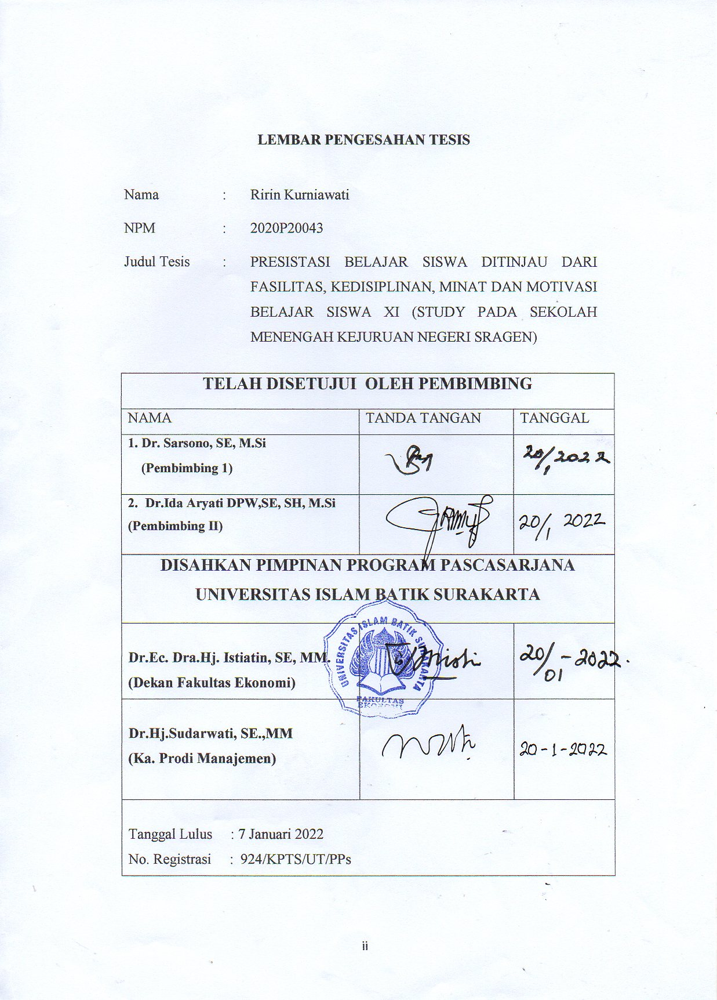 LEMBAR PENGESAHAN TESIS
Nama : Ririn Kurniawati
NPM : 2020P20043
Judul Tesis : PRESISTASI BELAJAR SISWA DITINJAU DARI
FASILITAS, KEDISIPLINAN, MINAT DAN MOTIVASI
BELAJAR SISWA XI (STUDY PADA SEKOLAH
MENENGAH KEJURUAN NEGERI SRAGEN)
TELAH DISETUJUI OLEH PEMBIMBING
NAMA TANDA TANGAN TANGGAL
1. Dr. Sarsono, SE, M.Si
(Pembimbing 1)
20/1 2022
2. Dr.Ida Aryati DPW,SE, SH, M.Si
(Pembimbing II)
20/1 2022
DISAHKAN PIMPINAN PROGRAM PASCASARJANA
UNIVERSITAS ISLAM BATIK SURAKARTA
UNIVERSITAS ISLAM BATIK SURAKARTA
FAKULTAS
EKONOMI
Dr.Ec. Dra.Hj. Istiatin, SE, MM.
(Dekan Fakultas Ekonomi)
20/01 - 2022.
Dr.Hj.Sudarwati, SE.,MM
(Ka. Prodi Manajemen)
20-1-2022
Tanggal Lulus : 7 Januari 2022
No. Registrasi : 924/KPTS/UT/PPs
ii